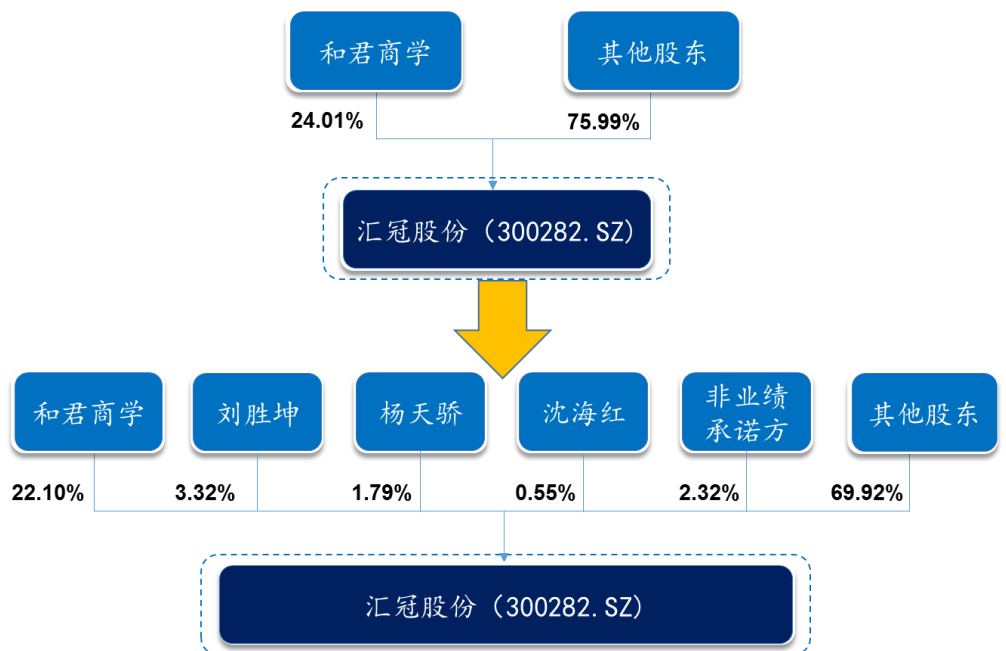 和君商学
其他股东
24.01%
75.99%
汇冠股份（300282.SZ）
和君商学
刘胜坤
杨天骄
沈海红
非业绩
承诺方
其他股东
22.10%
3.32%
1.79%
0.55%
2.32%
69.92%
汇冠股份（300282.SZ）